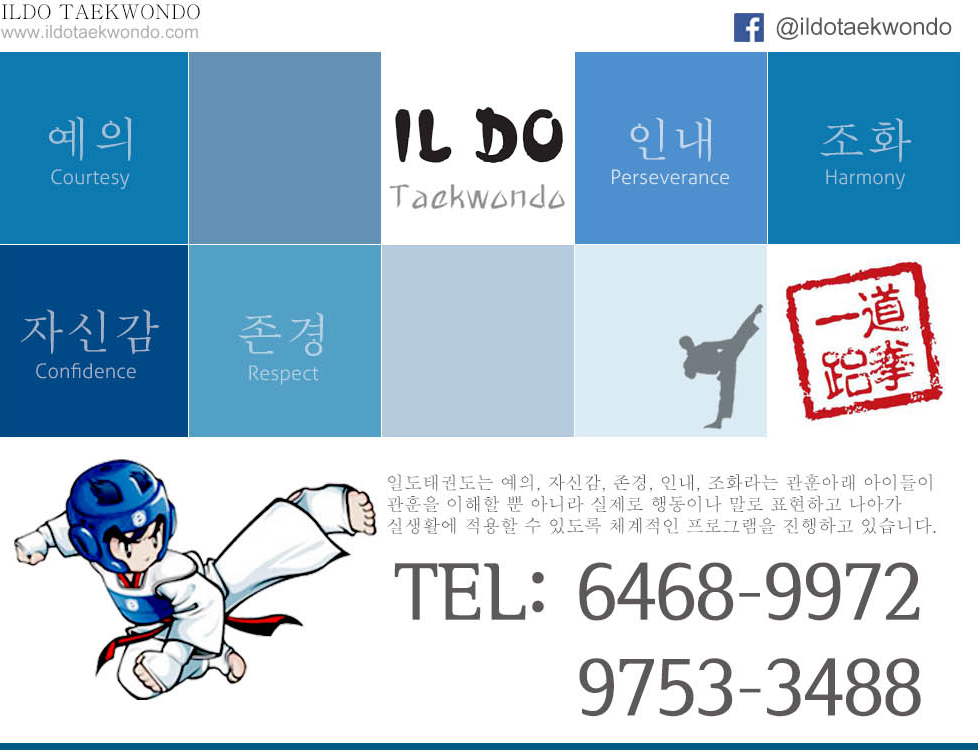 ILDO TAEKWONDO
www.ildotaekwondo.com
@ildotaekwondo
예의
Courtesy
IL DO
Taekwondo
인내
Perseverance
조화
Harmony
자신감
Confidence
존경
Respect
一道
跆拳
일도태권도는 예의, 자신감, 존경, 인내, 조화라는 관훈아래 아이들이
관훈을 이해할 뿐 아니라 실제로 행동이나 말로 표현하고 나아가
실생활에 적용할 수 있도록 체계적인 프로그램을 진행하고 있습니다.
TEL: 6468-9972
9753-3488